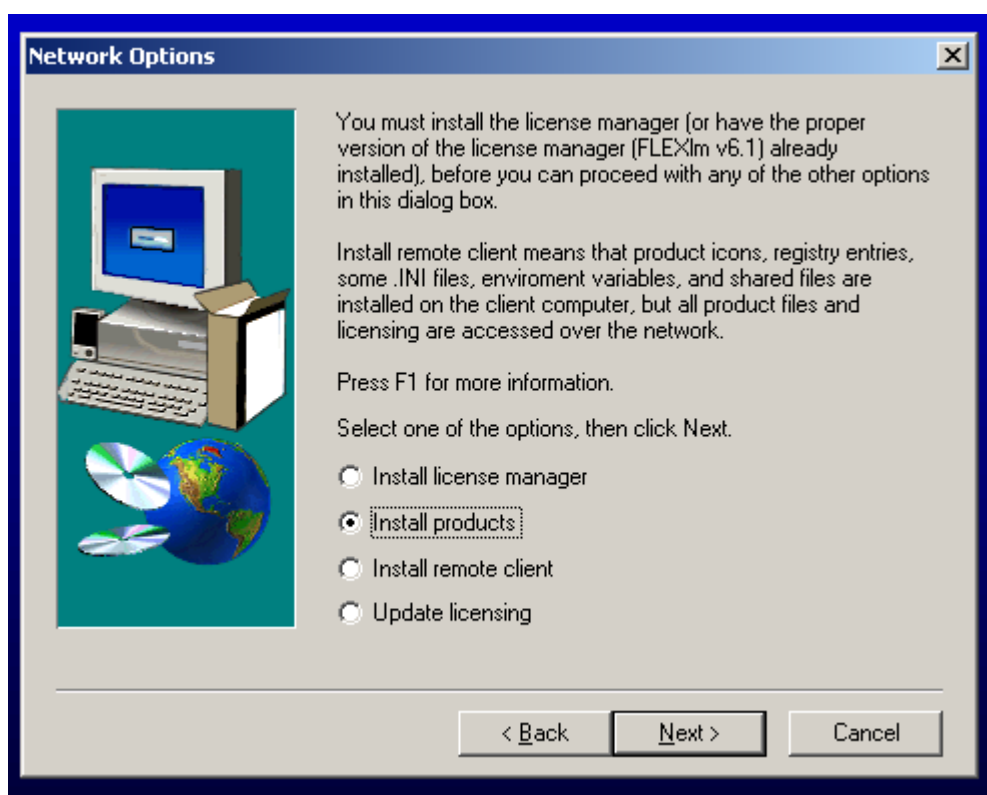 Network Options
You must install the license manager (or have the proper
version of the license manager (FLEXlm v6.1) already
installed), before you can proceed with any of the other options
in this dialog box.
Install remote client means that product icons, registry entries,
some .INI files, enviroment variables, and shared files are
installed on the client computer, but all product files and
licensing are accessed over the network.
Press F1 for more information.
Select one of the options, then click Next.
Install license manager
Install products
Install remote client
Update licensing
< Back
Next >
Cancel